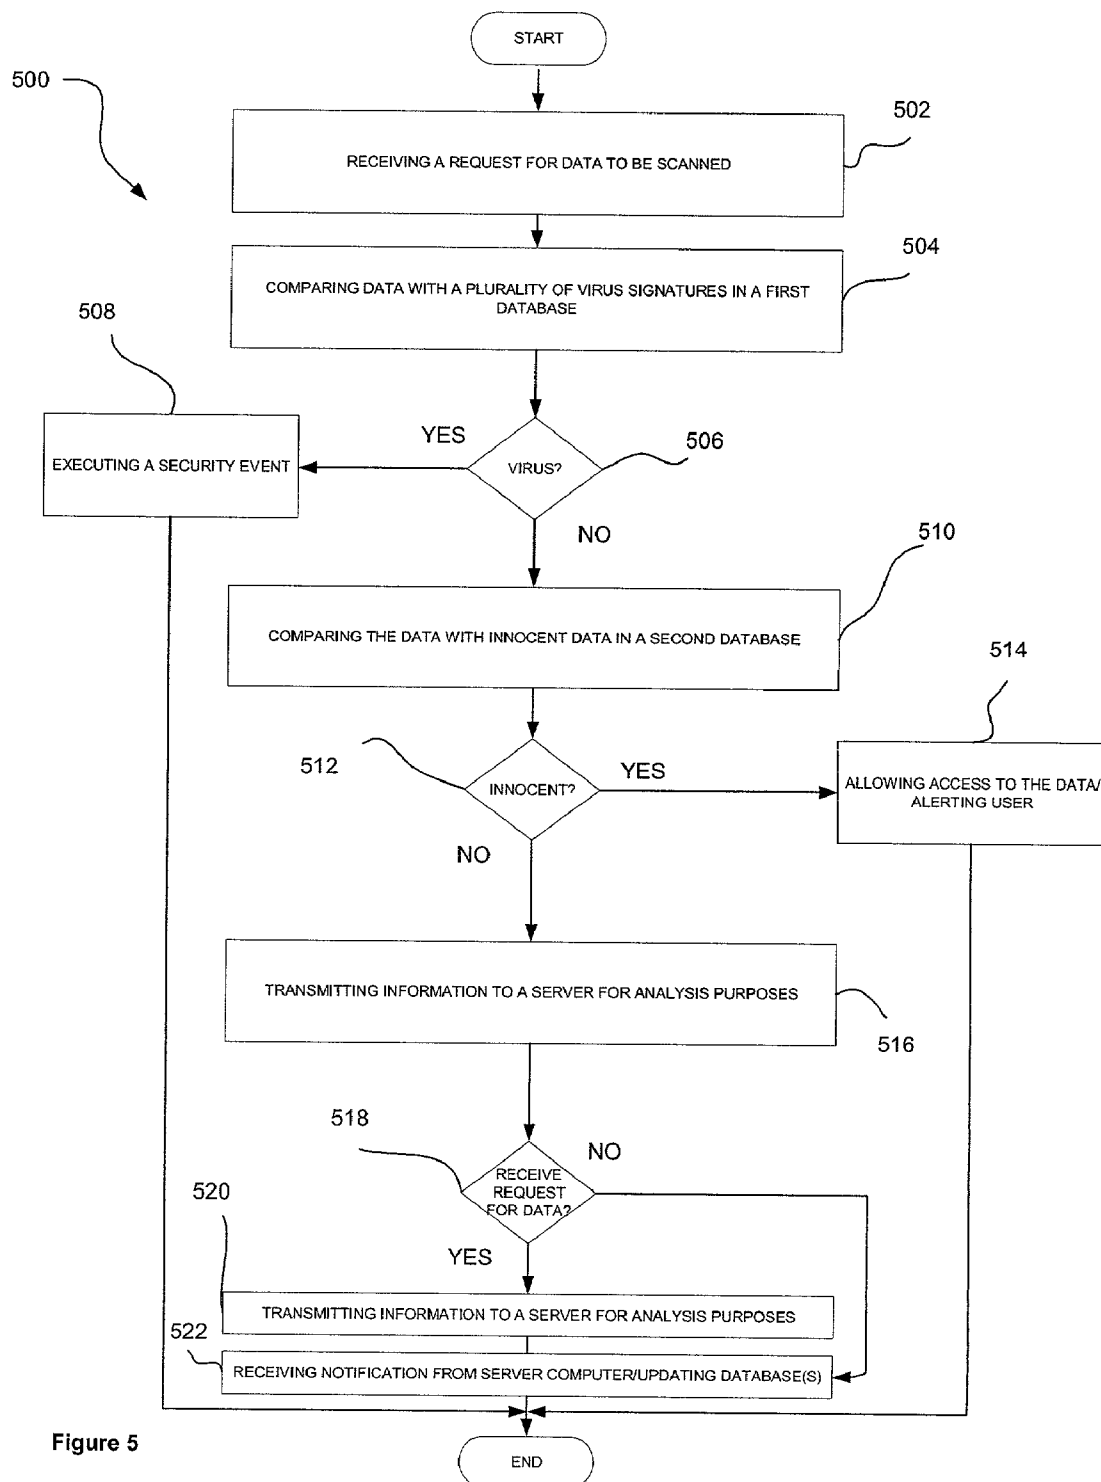 START
500
502
RECEIVING A REQUEST FOR DATA TO BE SCANNED
504
COMPARING DATA WITH A PLURALITY OF VIRUS SIGNATURES IN A FIRST
DATABASE
508
YES
506
EXECUTING A SECURITY EVENT
VIRUS?
NO
510
COMPARING THE DATA WITH INNOCENT DATA IN A SECOND DATABASE
514
512
YES
INNOCENT?
ALLOWING ACCESS TO THE DATA/
ALERTING USER
NO
TRANSMITTING INFORMATION TO A SERVER FOR ANALYSIS PURPOSES
516
518
NO
RECEIVE
REQUEST
FOR DATA?
520
YES
TRANSMITTING INFORMATION TO A SERVER FOR ANALYSIS PURPOSES
522
RECEIVING NOTIFICATION FROM SERVER COMPUTER/UPDATING DATABASE(S)
Figure 5
END